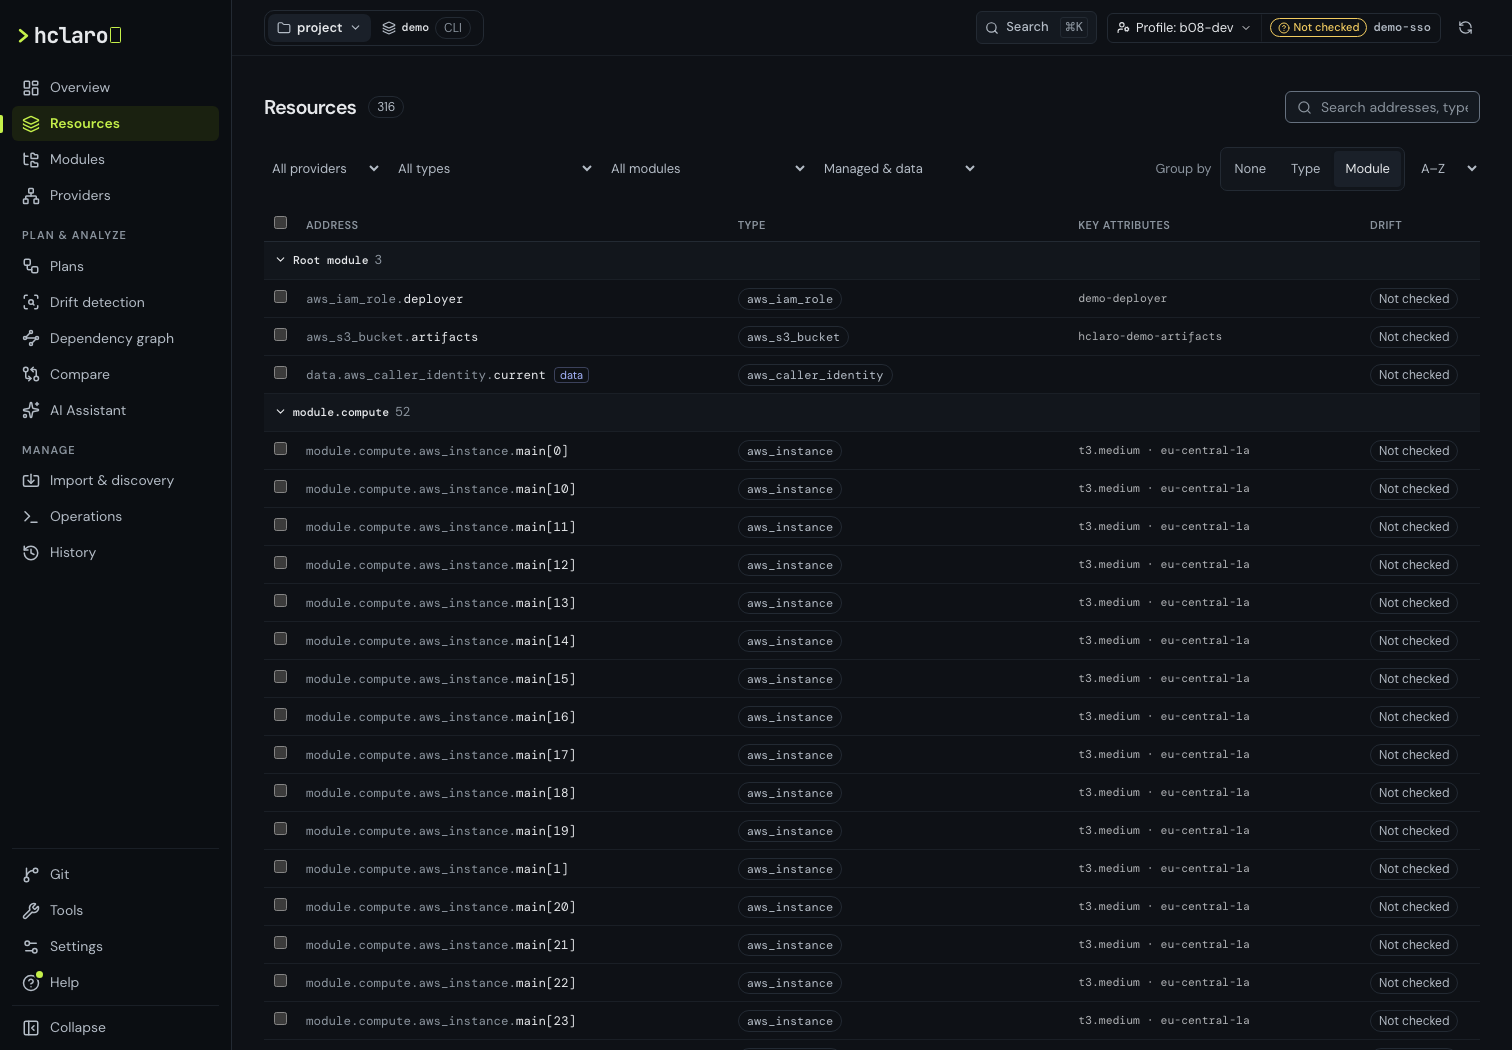 hclaro
project demo CLI Search ⌘K Profile: b08-dev Not checked demo-sso
Overview
Resources
Modules
Providers
PLAN & ANALYZE
Plans
Drift detection
Dependency graph
Compare
AI Assistant
MANAGE
Import & discovery
Operations
History
Git
Tools
Settings
Help
Collapse
Resources 316 Search addresses, type
All providers All types All modules Managed & data Group by None Type Module A–Z
ADDRESS TYPE KEY ATTRIBUTES DRIFT
Root module 3
aws_iam_role.deployer aws_iam_role demo-deployer Not checked
aws_s3_bucket.artifacts aws_s3_bucket hclaro-demo-artifacts Not checked
data.aws_caller_identity.current data aws_caller_identity Not checked
module.compute 52
module.compute.aws_instance.main[0] aws_instance t3.medium · eu-central-1a Not checked
module.compute.aws_instance.main[10] aws_instance t3.medium · eu-central-1a Not checked
module.compute.aws_instance.main[11] aws_instance t3.medium · eu-central-1a Not checked
module.compute.aws_instance.main[12] aws_instance t3.medium · eu-central-1a Not checked
module.compute.aws_instance.main[13] aws_instance t3.medium · eu-central-1a Not checked
module.compute.aws_instance.main[14] aws_instance t3.medium · eu-central-1a Not checked
module.compute.aws_instance.main[15] aws_instance t3.medium · eu-central-1a Not checked
module.compute.aws_instance.main[16] aws_instance t3.medium · eu-central-1a Not checked
module.compute.aws_instance.main[17] aws_instance t3.medium · eu-central-1a Not checked
module.compute.aws_instance.main[18] aws_instance t3.medium · eu-central-1a Not checked
module.compute.aws_instance.main[19] aws_instance t3.medium · eu-central-1a Not checked
module.compute.aws_instance.main[1] aws_instance t3.medium · eu-central-1a Not checked
module.compute.aws_instance.main[20] aws_instance t3.medium · eu-central-1a Not checked
module.compute.aws_instance.main[21] aws_instance t3.medium · eu-central-1a Not checked
module.compute.aws_instance.main[22] aws_instance t3.medium · eu-central-1a Not checked
module.compute.aws_instance.main[23] aws_instance t3.medium · eu-central-1a Not checked